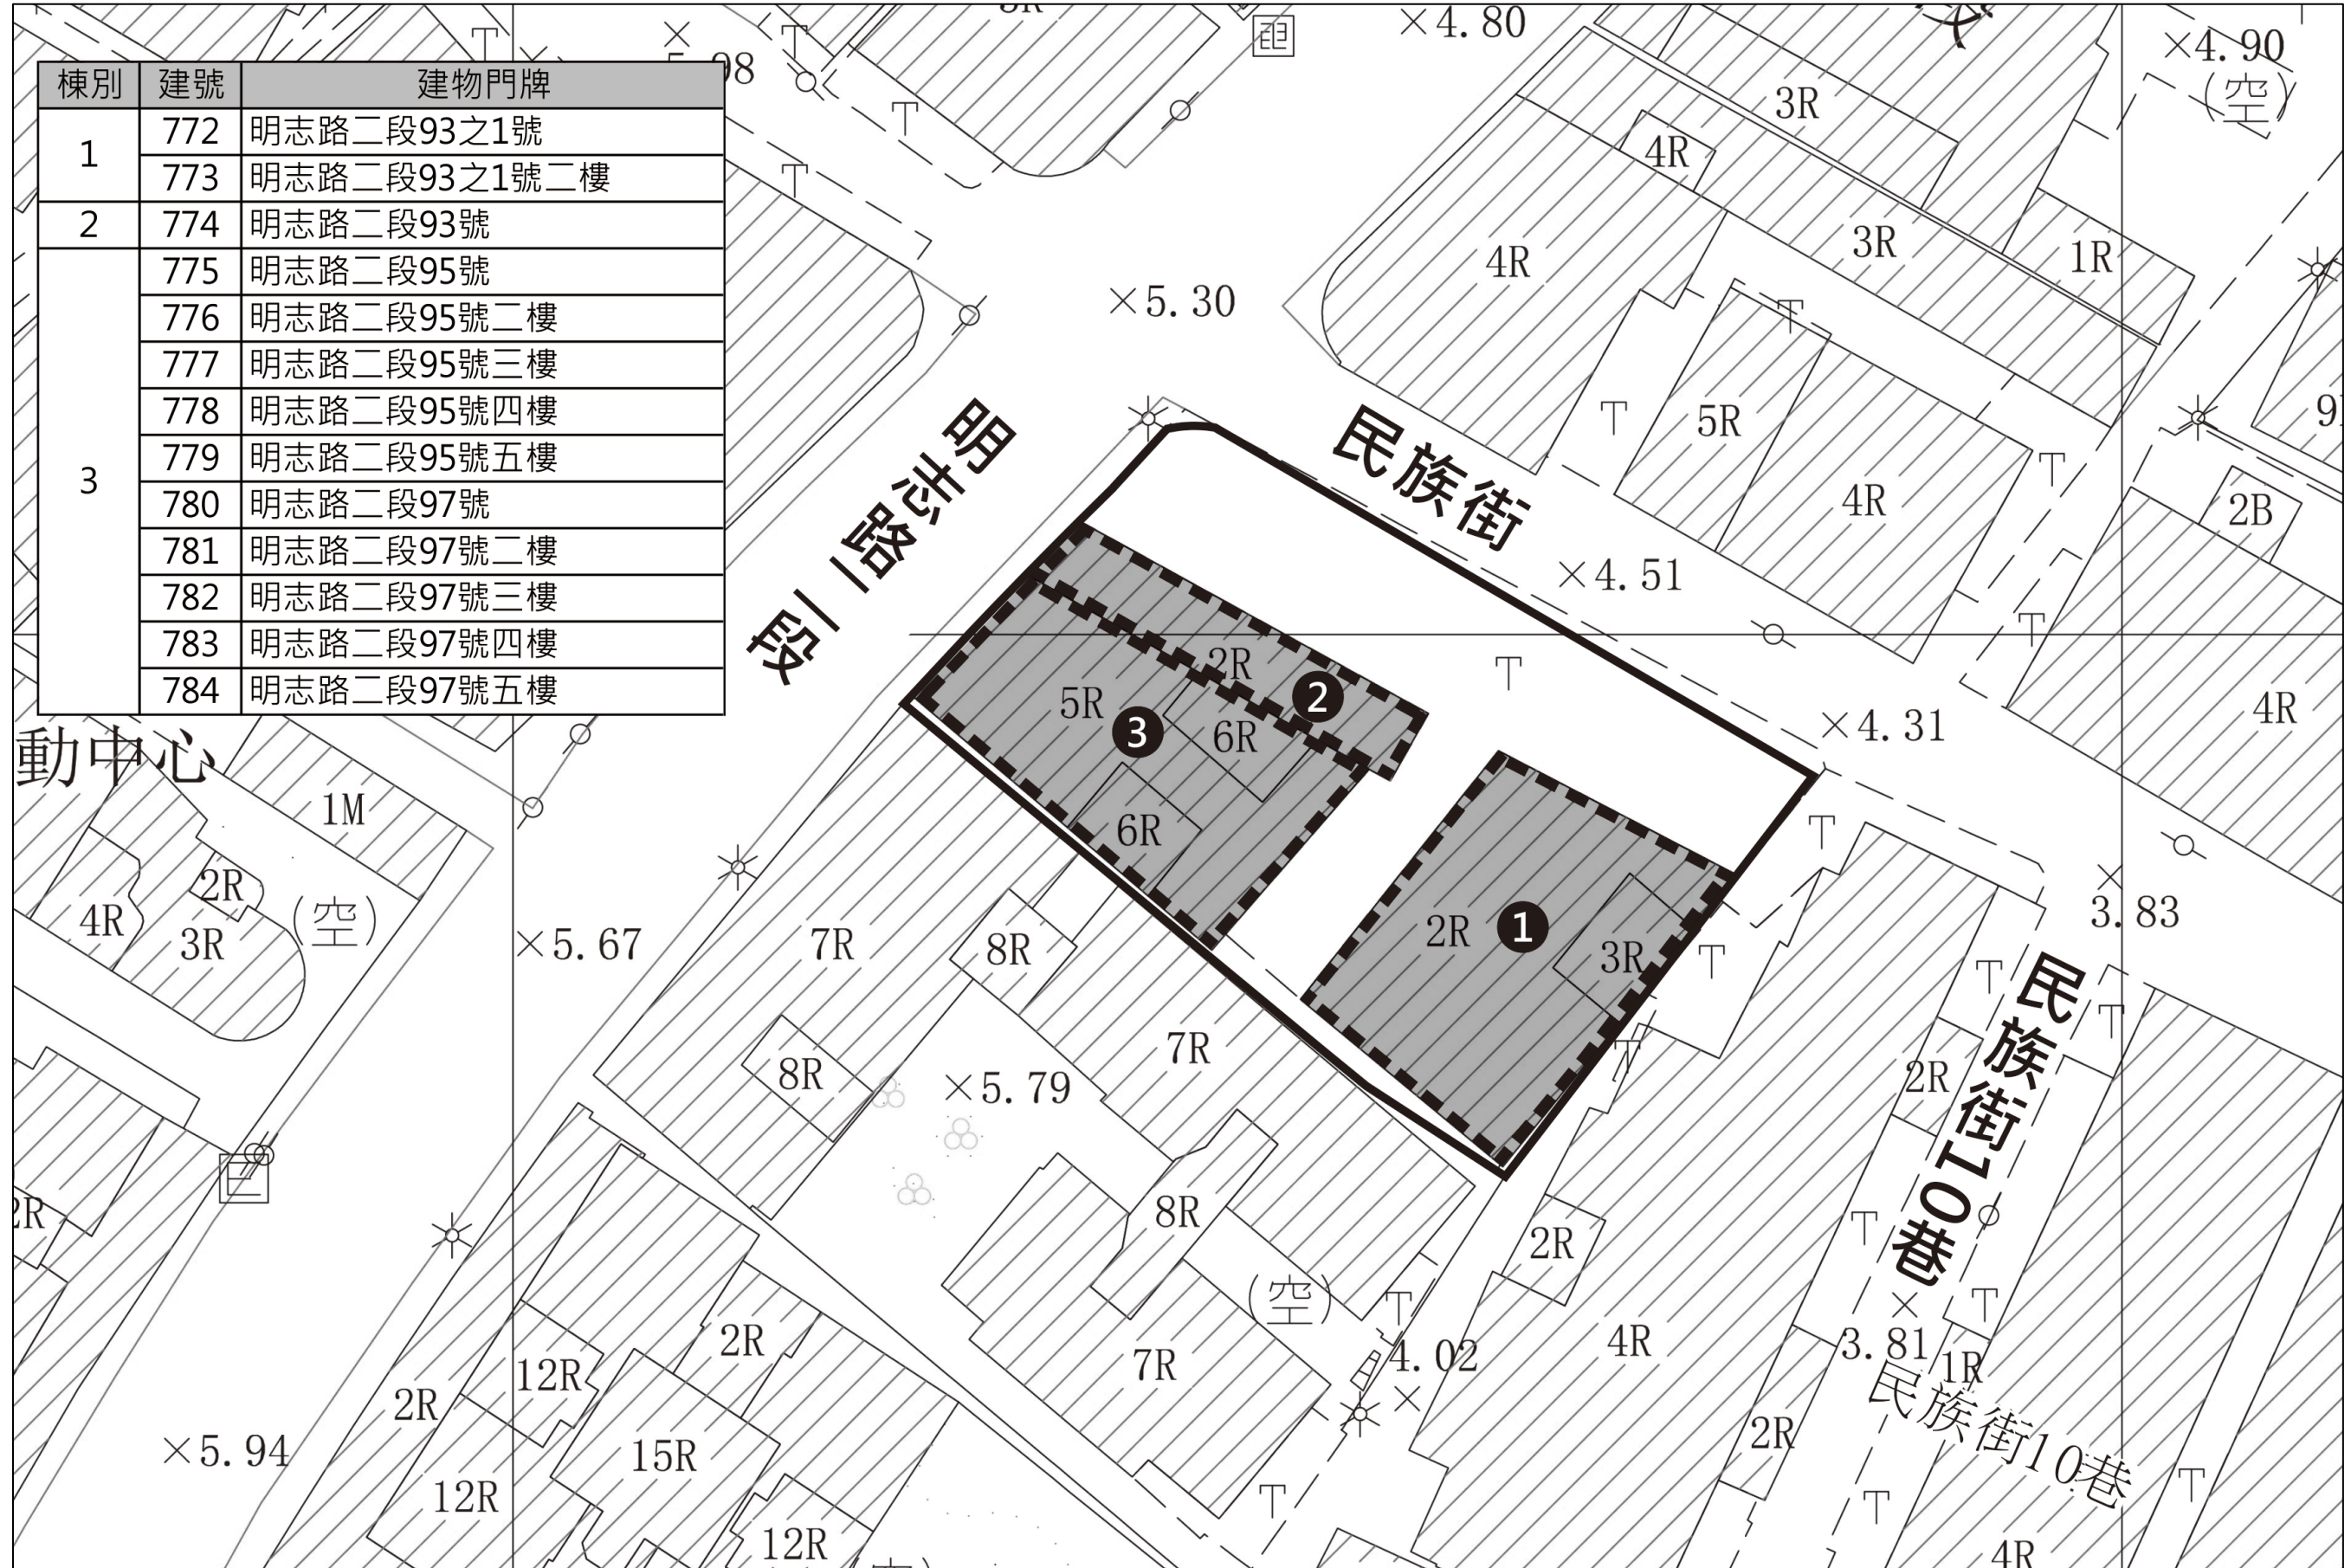 棟別 建號 建物門牌
1 772 明志路二段93之1號
773 明志路二段93之1號二樓
2 774 明志路二段93號
3 775 明志路二段95號
776 明志路二段95號二樓
777 明志路二段95號三樓
778 明志路二段95號四樓
779 明志路二段95號五樓
780 明志路二段97號
781 明志路二段97號二樓
782 明志路二段97號三樓
783 明志路二段97號四樓
784 明志路二段97號五樓
4.80
4.90
(空)
3R
4R
4R
3R
1R
5.30
明志路二段
民族街
5R
4R
2B
4.51
4R
4.31
2R
2
5R
3
6R
6R
2R
1
3R
動中心
1M
2R
4R
3R
(空)
5.67
7R
8R
8R
5.79
7R
8R
7R
(空)
4.02
3.83
民族街10巷
2R
2R
4R
3.81
1R
2R
民族街10巷
4R
2R
5.94
2R
12R
2R
15R
12R
12R